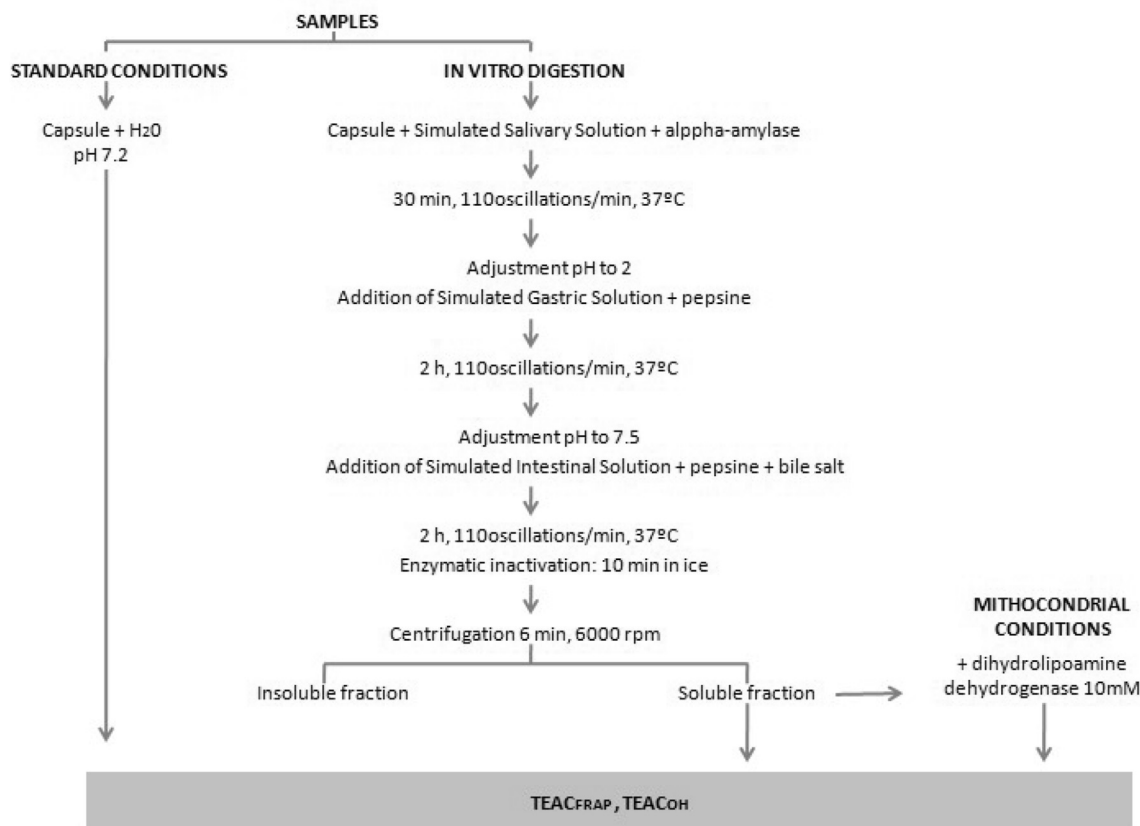 SAMPLES
STANDARD CONDITIONS
IN VITRO DIGESTION
Capsule + H20
pH 7.2
Capsule + Simulated Salivary Solution + alppha-amylase
30 min, 110oscillations/min, 37ºC
Adjustment pH to 2
Addition of Simulated Gastric Solution + pepsine
2 h, 110oscillations/min, 37ºC
Adjustment pH to 7.5
Addition of Simulated Intestinal Solution + pepsine + bile salt
2 h, 110oscillations/min, 37ºC
Enzymatic inactivation: 10 min in ice
Centrifugation 6 min, 6000 rpm
Insoluble fraction
Soluble fraction
MITHOCONDRIAL
CONDITIONS
+ dihydrolipoamine
dehydrogenase 10mM
TEACFRAP, TEACOH